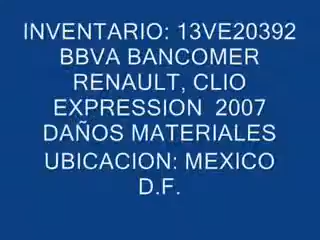 INVENTARIO: 13VE20392
BBVA BANCOMER
RENAULT, CLIO
EXPRESSION  2007
DAÑOS MATERIALES
UBICACION: MEXICO
D.F.